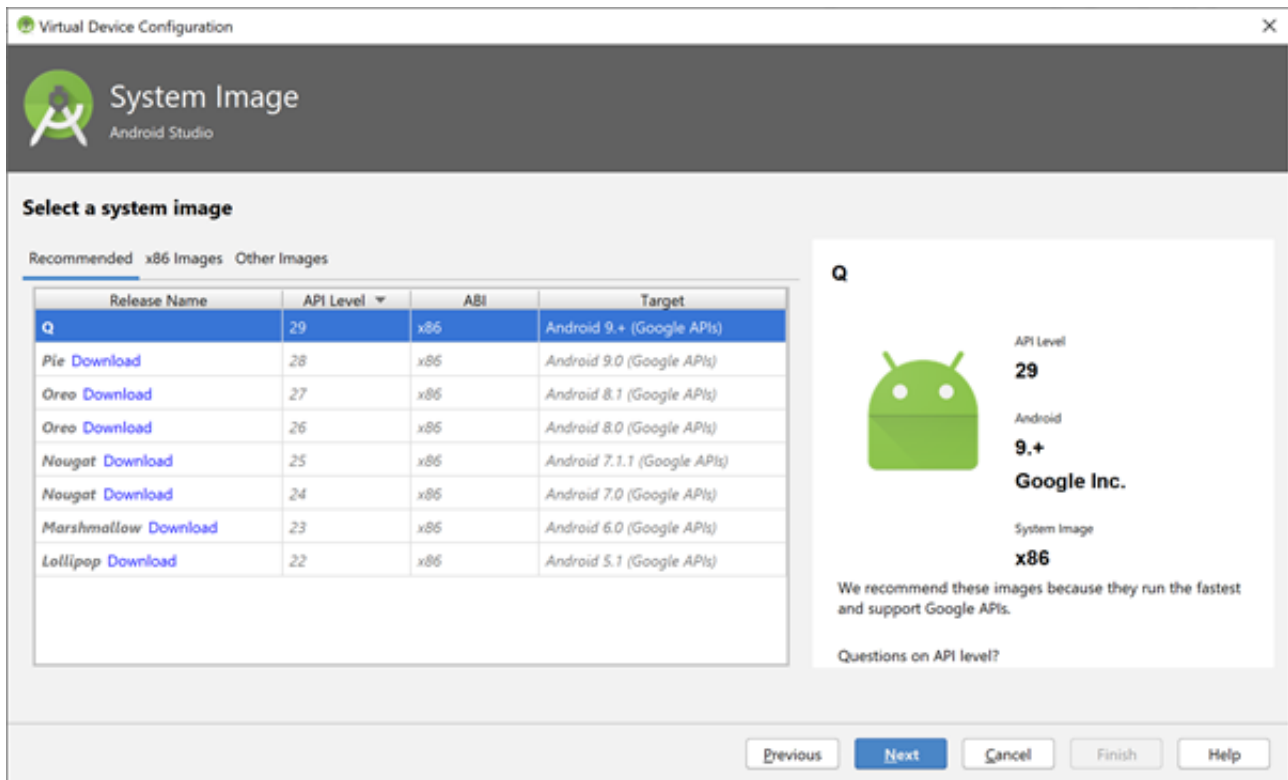 Virtual Device Configuration
System Image
Android Studio
Select a system image
Recommended x86 Images Other Images
Release Name API Level ABI Target
Q 29 x86 Android 9.+ (Google APIs)
Pie Download 28 x86 Android 9.0 (Google APIs)
Oreo Download 27 x86 Android 8.1 (Google APIs)
Oreo Download 26 x86 Android 8.0 (Google APIs)
Nougat Download 25 x86 Android 7.1.1 (Google APIs)
Nougat Download 24 x86 Android 7.0 (Google APIs)
Marshmallow Download 23 x86 Android 6.0 (Google APIs)
Lollipop Download 22 x86 Android 5.1 (Google APIs)
Q
API Level
29
Android
9.+
Google Inc.
System Image
x86
We recommend these images because they run the fastest
and support Google APIs.
Questions on API level?
Previous Next Cancel Finish Help